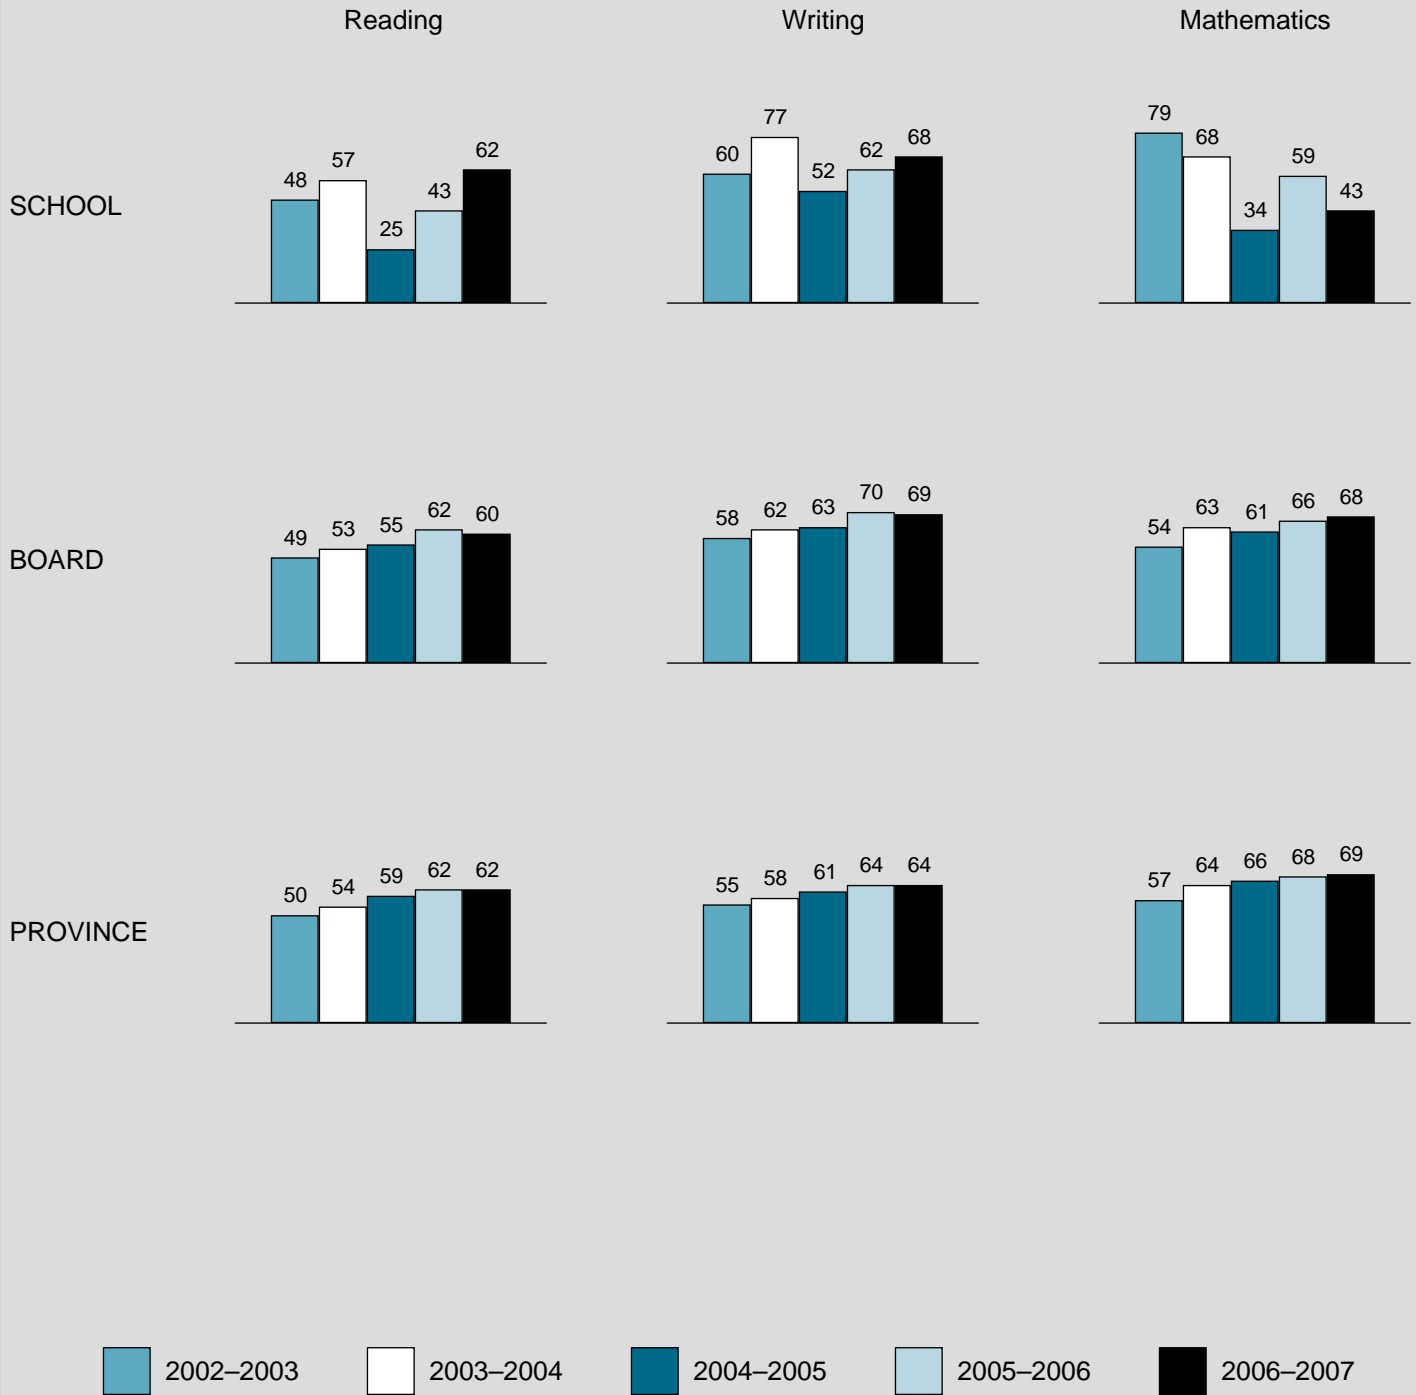 Reading Writing Mathematics
SCHOOL
48 57 25 43 62
60 77 52 62 68
79 68 34 59 43
BOARD
49 53 55 62 60
58 62 63 70 69
54 63 61 66 68
PROVINCE
50 54 59 62 62
55 58 61 64 64
57 64 66 68 69
2002–2003 2003–2004 2004–2005 2005–2006 2006–2007